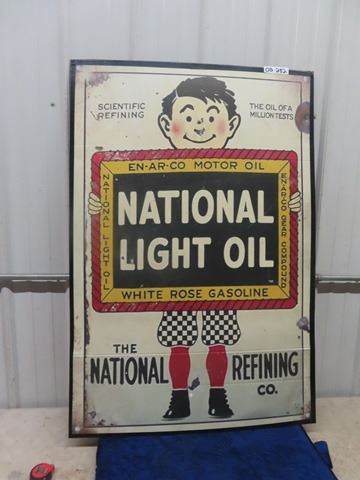 OB 282
SCIENTIFIC
REFINING
THE OIL OF A
MILLION TESTS
EN-AR-CO MOTOR OIL
NATIONAL LIGHT OIL
NATIONAL
LIGHT OIL
EN-AR-CO GEAR COMPOUND
WHITE ROSE GASOLINE
THE
NATIONAL REFINING
CO.